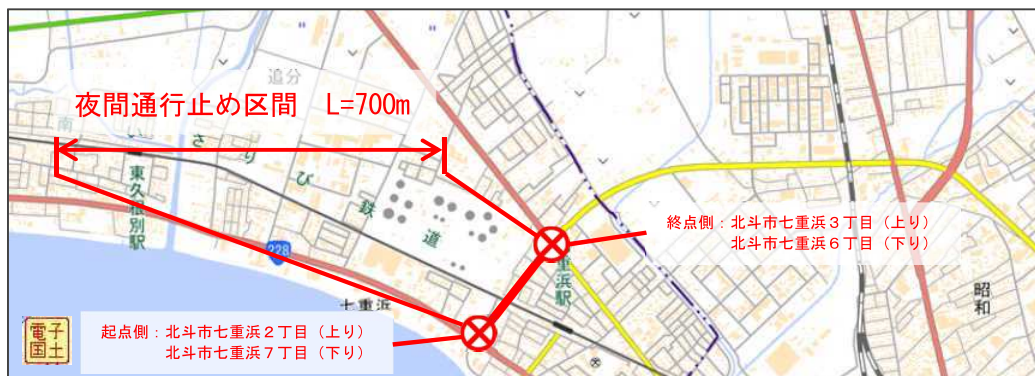 追分
夜間通行止め区間　L=700m
南
さりび鉄道
東久根別駅
228
終点側：北斗市七重浜３丁目（上り）
北斗市七重浜６丁目（下り）
重浜駅
昭和
七重浜
起点側：北斗市七重浜２丁目（上り）
北斗市七重浜７丁目（下り）
電子
国土